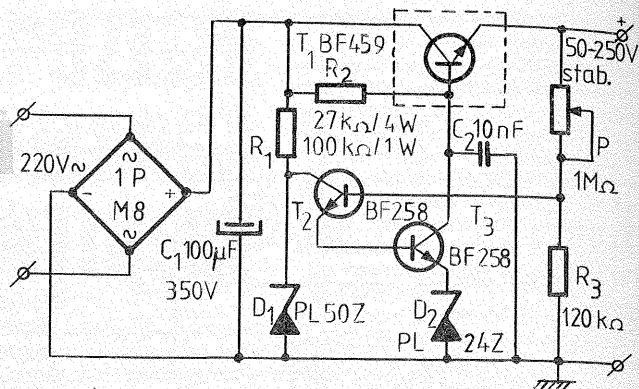 T1 BF459
R2
27kΩ/4W
100kΩ/1W
R1
C2 10nF
+
50-250V
stab.
P
1MΩ
220V~
~
1P
- +
M8
~
T2
BF258
T3
BF258
C1 100µF
350V
D1 PL50Z
D2
PL 24Z
R3
120kΩ